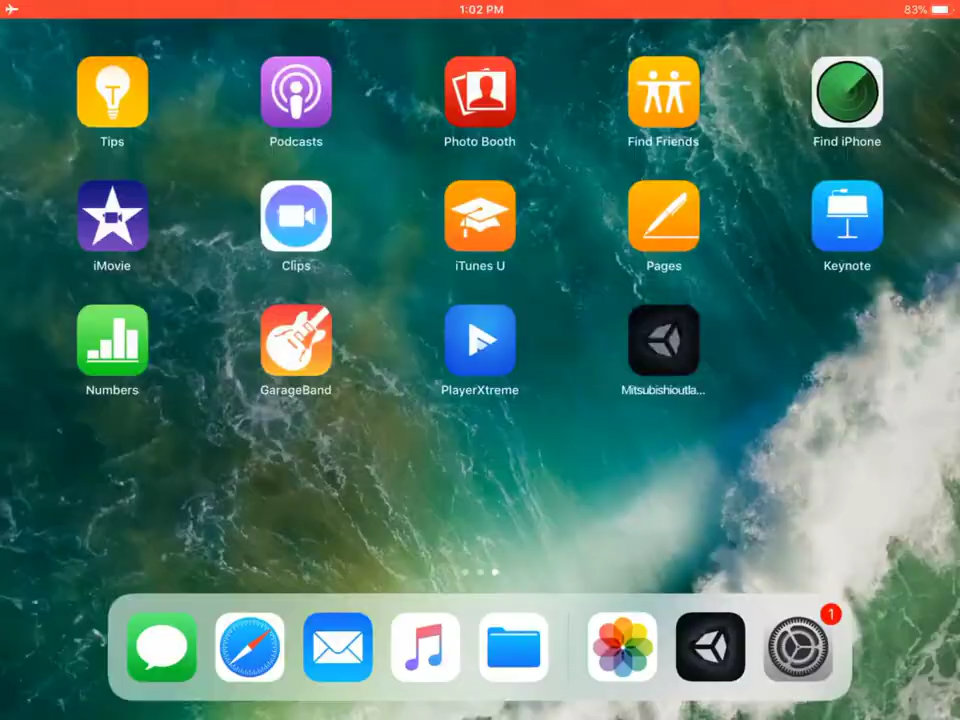 1:02 PM
83%
Tips
Podcasts
Photo Booth
Find Friends
Find iPhone
iMovie
Clips
iTunes U
Pages
Keynote
Numbers
GarageBand
PlayerXtreme
Mitsubishioutla...
1